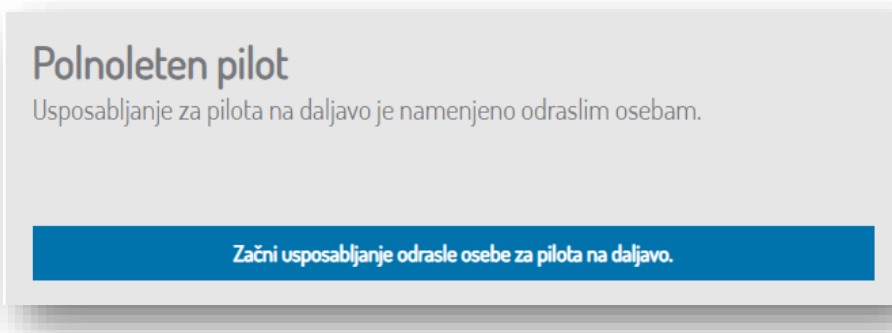 Polnoleten pilot
Usposabljanje za pilota na daljavo je namenjeno odraslim osebam.
Začni usposabljanje odrasle osebe za pilota na daljavo.